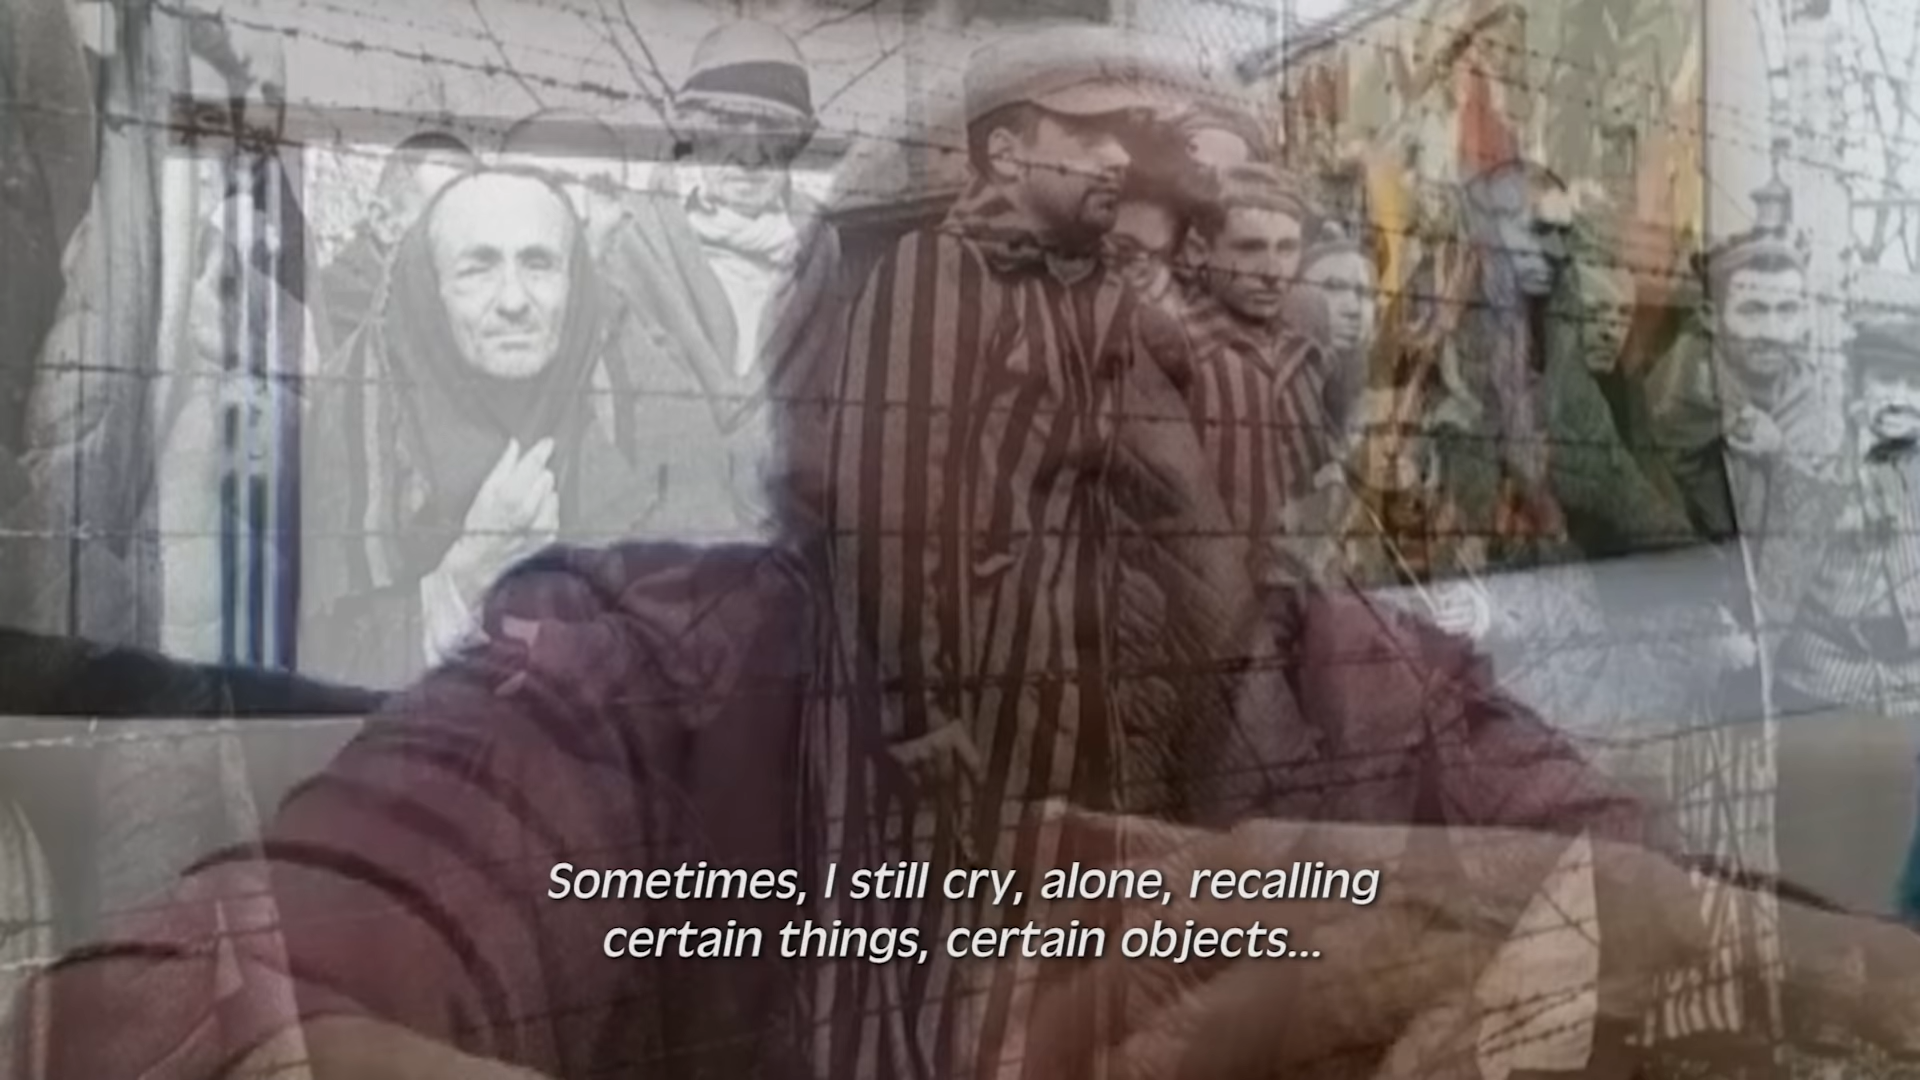 Sometimes, I still cry, alone, recalling
certain things, certain objects...